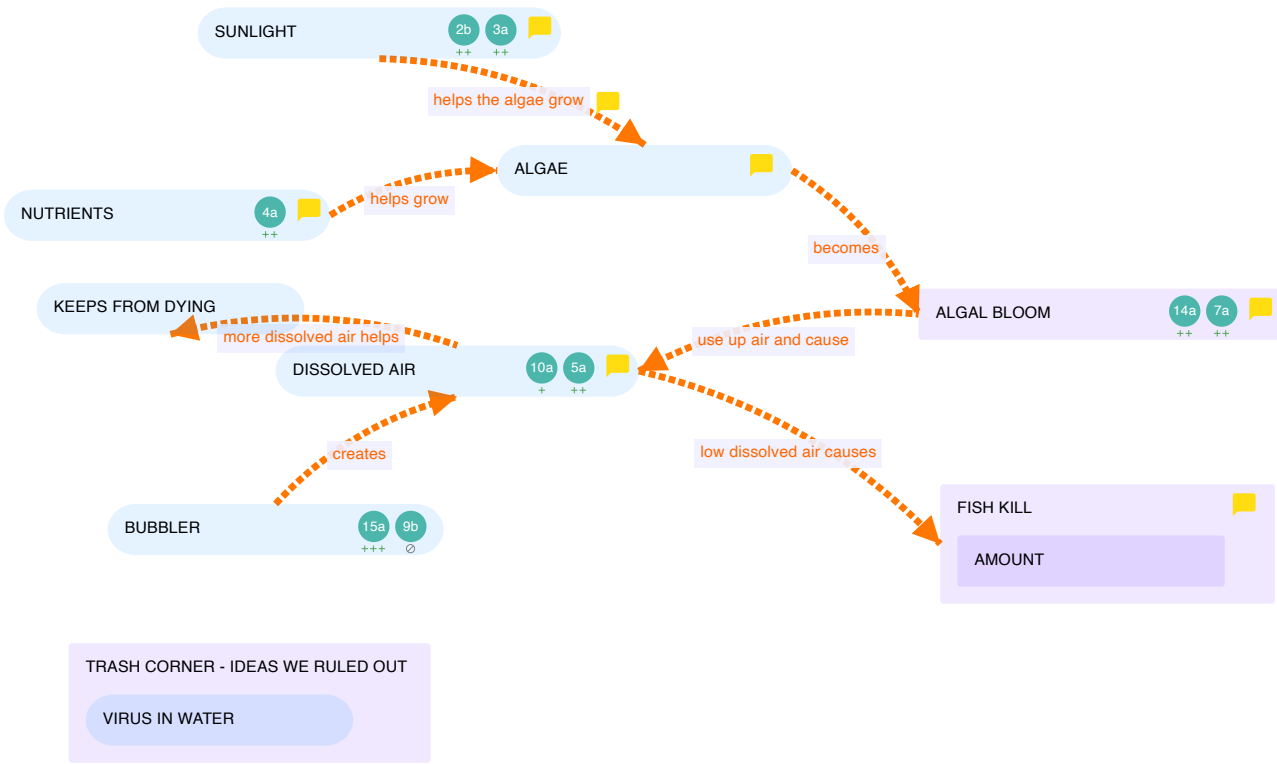 SUNLIGHT
2b 3a
++ ++
helps the algae grow
ALGAE
helps grow
NUTRIENTS
4a
++
becomes
KEEPS FROM DYING
more dissolved air helps
ALGAL BLOOM
14a 7a
++ ++
use up air and cause
DISSOLVED AIR
10a 5a
+ ++
creates
low dissolved air causes
BUBBLER
15a 9b
+++ ∅
FISH KILL
AMOUNT
TRASH CORNER - IDEAS WE RULED OUT
VIRUS IN WATER